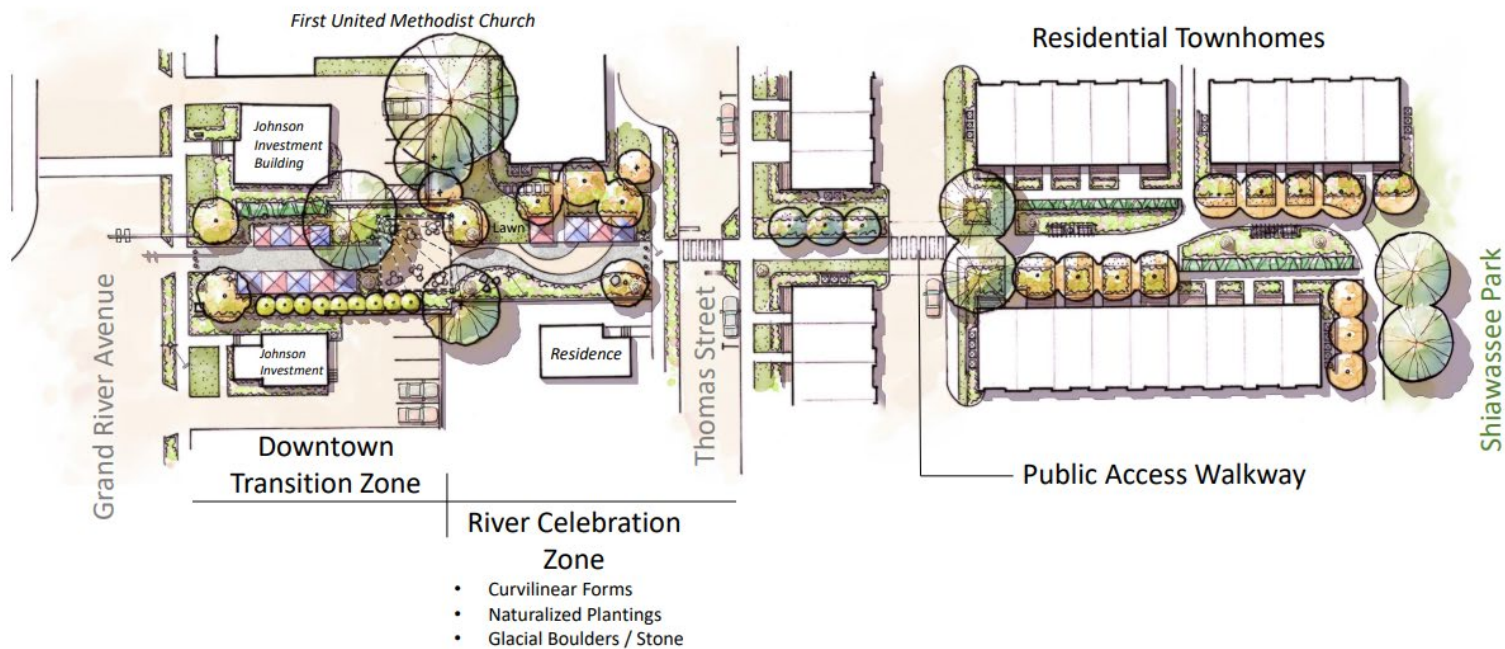 First United Methodist Church
Residential Townhomes
Johnson
Investment
Building
Lawn
Johnson
Investment
Residence
Grand River Avenue
Thomas Street
Shiawassee Park
Downtown
Transition Zone
Public Access Walkway
River Celebration
Zone
• Curvilinear Forms
• Naturalized Plantings
• Glacial Boulders / Stone